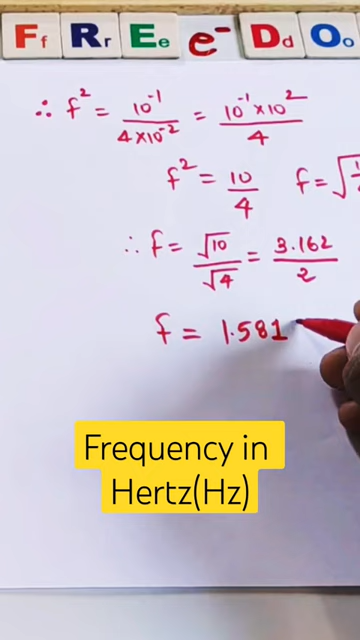 Ff Rr Ee e⁻ Dd Oo
∴ f² = 10⁻¹/4×10⁻² = 10⁻¹×10²/4
f² = 10/4 f = √
∴ f = √10/√4 = 3.162/2
f = 1.581
Frequency in
Hertz(Hz)